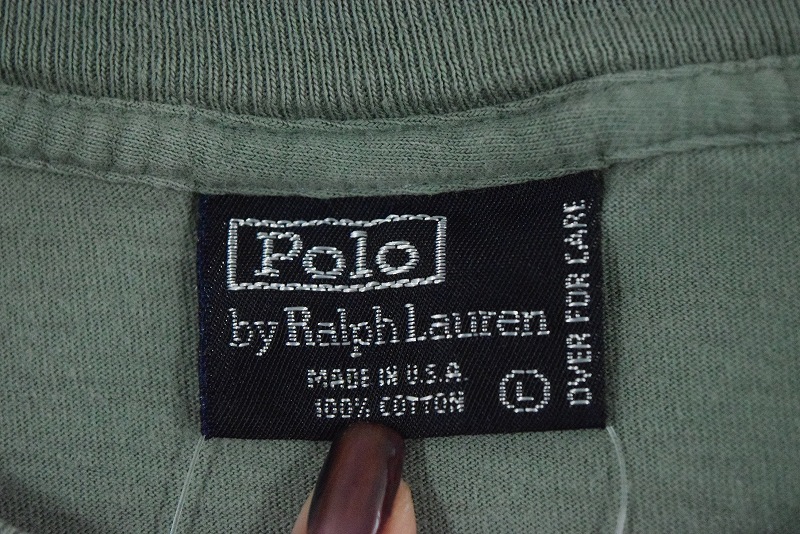 Polo
by Ralph Lauren
MADE IN U.S.A.
100% COTTON
L
OVER FOR CARE